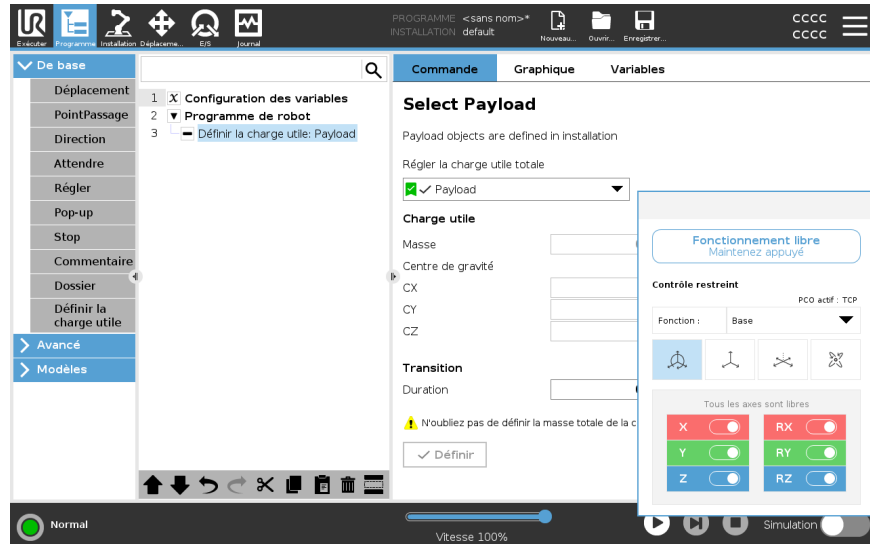 PROGRAMME <sans nom>*
INSTALLATION default
CCCC
CCCC
Exécuter
Programme
Installation
Déplaceme...
E/S
Journal
Nouveau...
Ouvrir...
Enregistrer...
De base
Déplacement
PointPassage
Direction
Attendre
Régler
Pop-up
Stop
Commentaire
Dossier
Définir la
charge utile
Avancé
Modèles
1 X Configuration des variables
2 Programme de robot
3 Définir la charge utile: Payload
Commande Graphique Variables
Select Payload
Payload objects are defined in installation
Régler la charge utile totale
Payload
Charge utile
Masse
Centre de gravité
CX
CY
CZ
Transition
Duration
N'oubliez pas de définir la masse totale de la c
Définir
Fonctionnement libre
Maintenez appuyé
Contrôle restreint
PCO actif : TCP
Fonction : Base
Tous les axes sont libres
X RX
Y RY
Z RZ
Normal
Vitesse 100%
Simulation